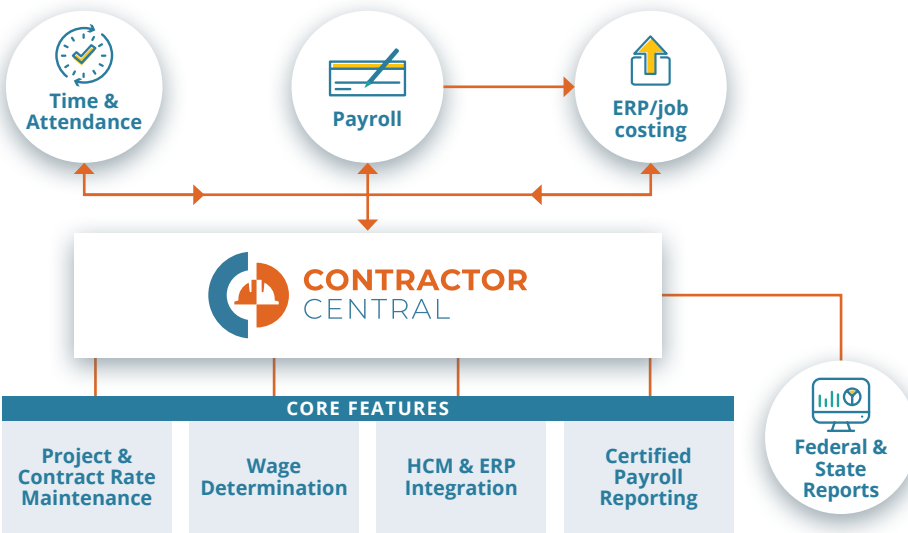 Time &
Attendance
Payroll
ERP/job
costing
CONTRACTOR
CENTRAL
CORE FEATURES
Project &
Contract Rate
Maintenance
Wage
Determination
HCM & ERP
Integration
Certified
Payroll
Reporting
Federal &
State
Reports